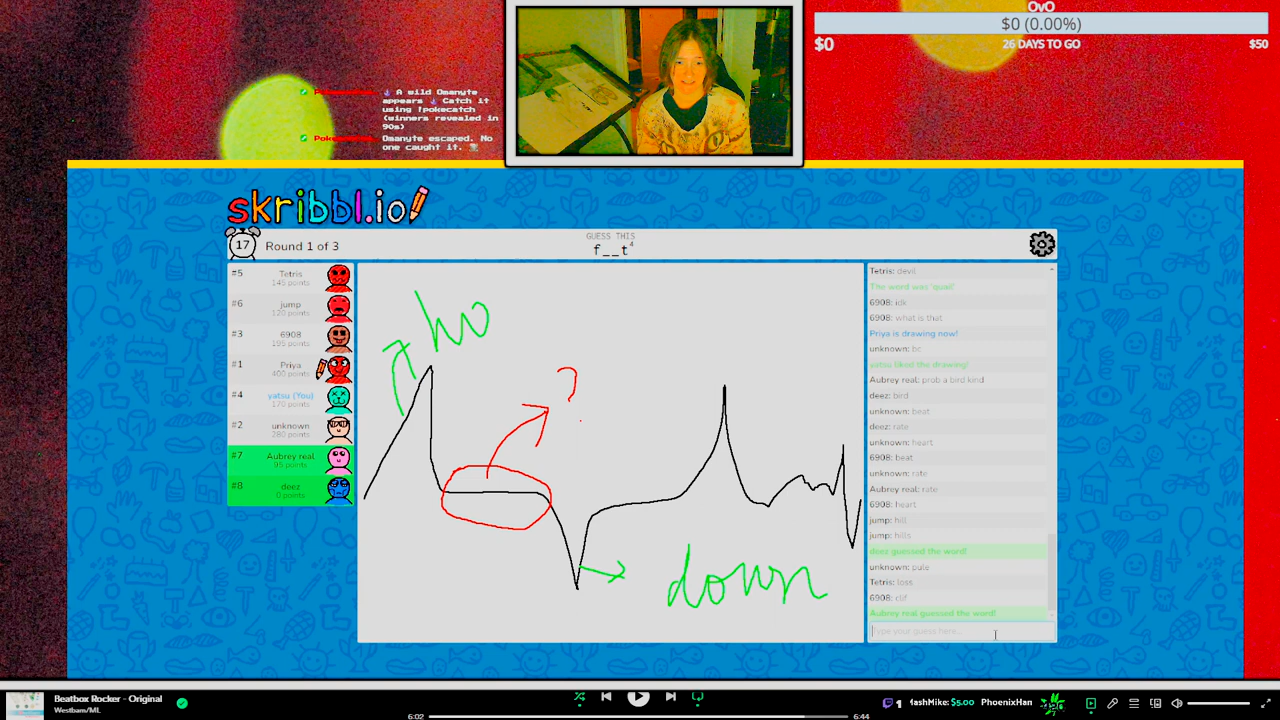 OvO
$0 (0.00%)
$0
26 DAYS TO GO
$50
A wild Omanyte
appears Catch it
using !pokecatch
(winners revealed in
90s)
Omanyte escaped. No
one caught it.
skribbl.io
17
Round 1 of 3
GUESS THIS
f__t 4
#5
Tetris
145 points
#6
jump
120 points
#3
6908
195 points
#1
Priya
400 points
#4
yatsu (You)
170 points
#2
unknown
280 points
#7
Aubrey real
95 points
#8
deez
0 points
?
down
Tetris: devil
The word was 'quail'
6908: idk
6908: what is that
Priya is drawing now!
unknown: bc
yatsu liked the drawing!
Aubrey real: prob a bird kind
deez: bird
unknown: beat
deez: rate
unknown: heart
6908: beat
unknown: rate
Aubrey real: rate
6908: heart
jump: hill
jump: hills
deez guessed the word!
unknown: pule
Tetris: loss
6908: clif
Aubrey real guessed the word!
Type your guess here...
Beatbox Rocker - Original
Westbam/ML
6:02
6:44
1
MashMike: $5.00
PhoenixHan